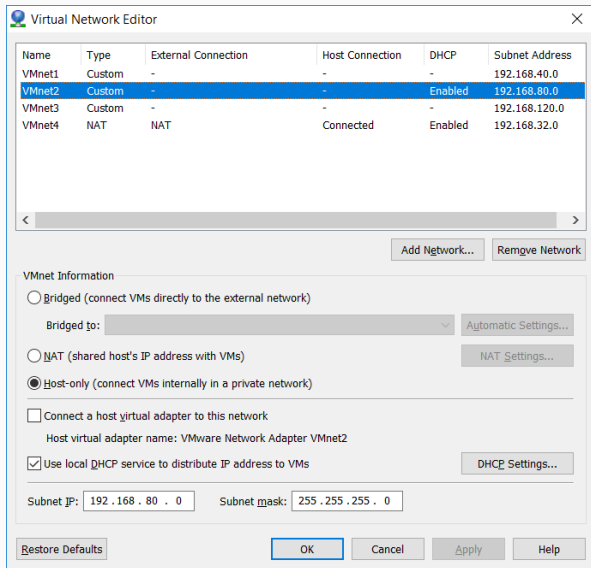 Virtual Network Editor
Name Type External Connection Host Connection DHCP Subnet Address
VMnet1 Custom - - - 192.168.40.0
VMnet2 Custom - - Enabled 192.168.80.0
VMnet3 Custom - - - 192.168.120.0
VMnet4 NAT NAT Connected Enabled 192.168.32.0
Add Network... Remove Network
VMnet Information
Bridged (connect VMs directly to the external network)
Bridged to: Automatic Settings...
NAT (shared host's IP address with VMs) NAT Settings...
Host-only (connect VMs internally in a private network)
Connect a host virtual adapter to this network
Host virtual adapter name: VMware Network Adapter VMnet2
Use local DHCP service to distribute IP address to VMs DHCP Settings...
Subnet IP: 192 . 168 . 80 . 0 Subnet mask: 255 . 255 . 255 . 0
Restore Defaults OK Cancel Apply Help